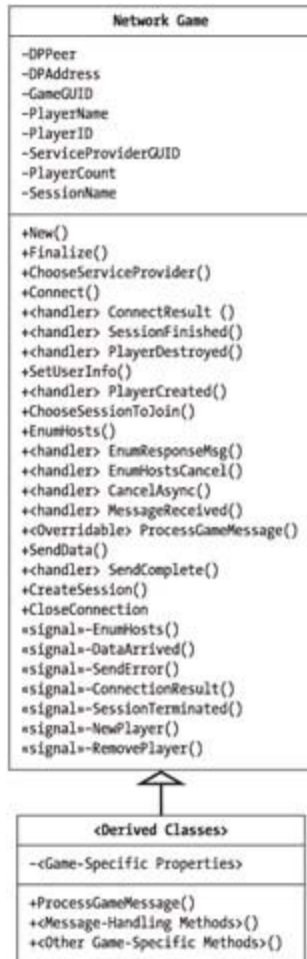 Network Game
-DPPeer
-DPAddress
-GameGUID
-PlayerName
-PlayerID
-ServiceProviderGUID
-PlayerCount
-SessionName
+New()
+Finalize()
+ChooseServiceProvider()
+Connect()
+<handler> ConnectResult ()
+<handler> SessionFinished()
+<handler> PlayerDestroyed()
+SetUserInfo()
+<handler> PlayerCreated()
+ChooseSessionToJoin()
+EnumHosts()
+<handler> EnumResponseMsg()
+<handler> EnumHostsCancel()
+<handler> CancelAsync()
+<handler> MessageReceived()
+<Overridable> ProcessGameMessage()
+SendData()
+<handler> SendComplete()
+CreateSession()
+CloseConnection
«signal»-EnumHosts()
«signal»-DataArrived()
«signal»-SendError()
«signal»-ConnectionResult()
«signal»-SessionTerminated()
«signal»-NewPlayer()
«signal»-RemovePlayer()
<Derived Classes>
-<Game-Specific Properties>
+ProcessGameMessage()
+<Message-Handling Methods>()
+<Other Game-Specific Methods>()